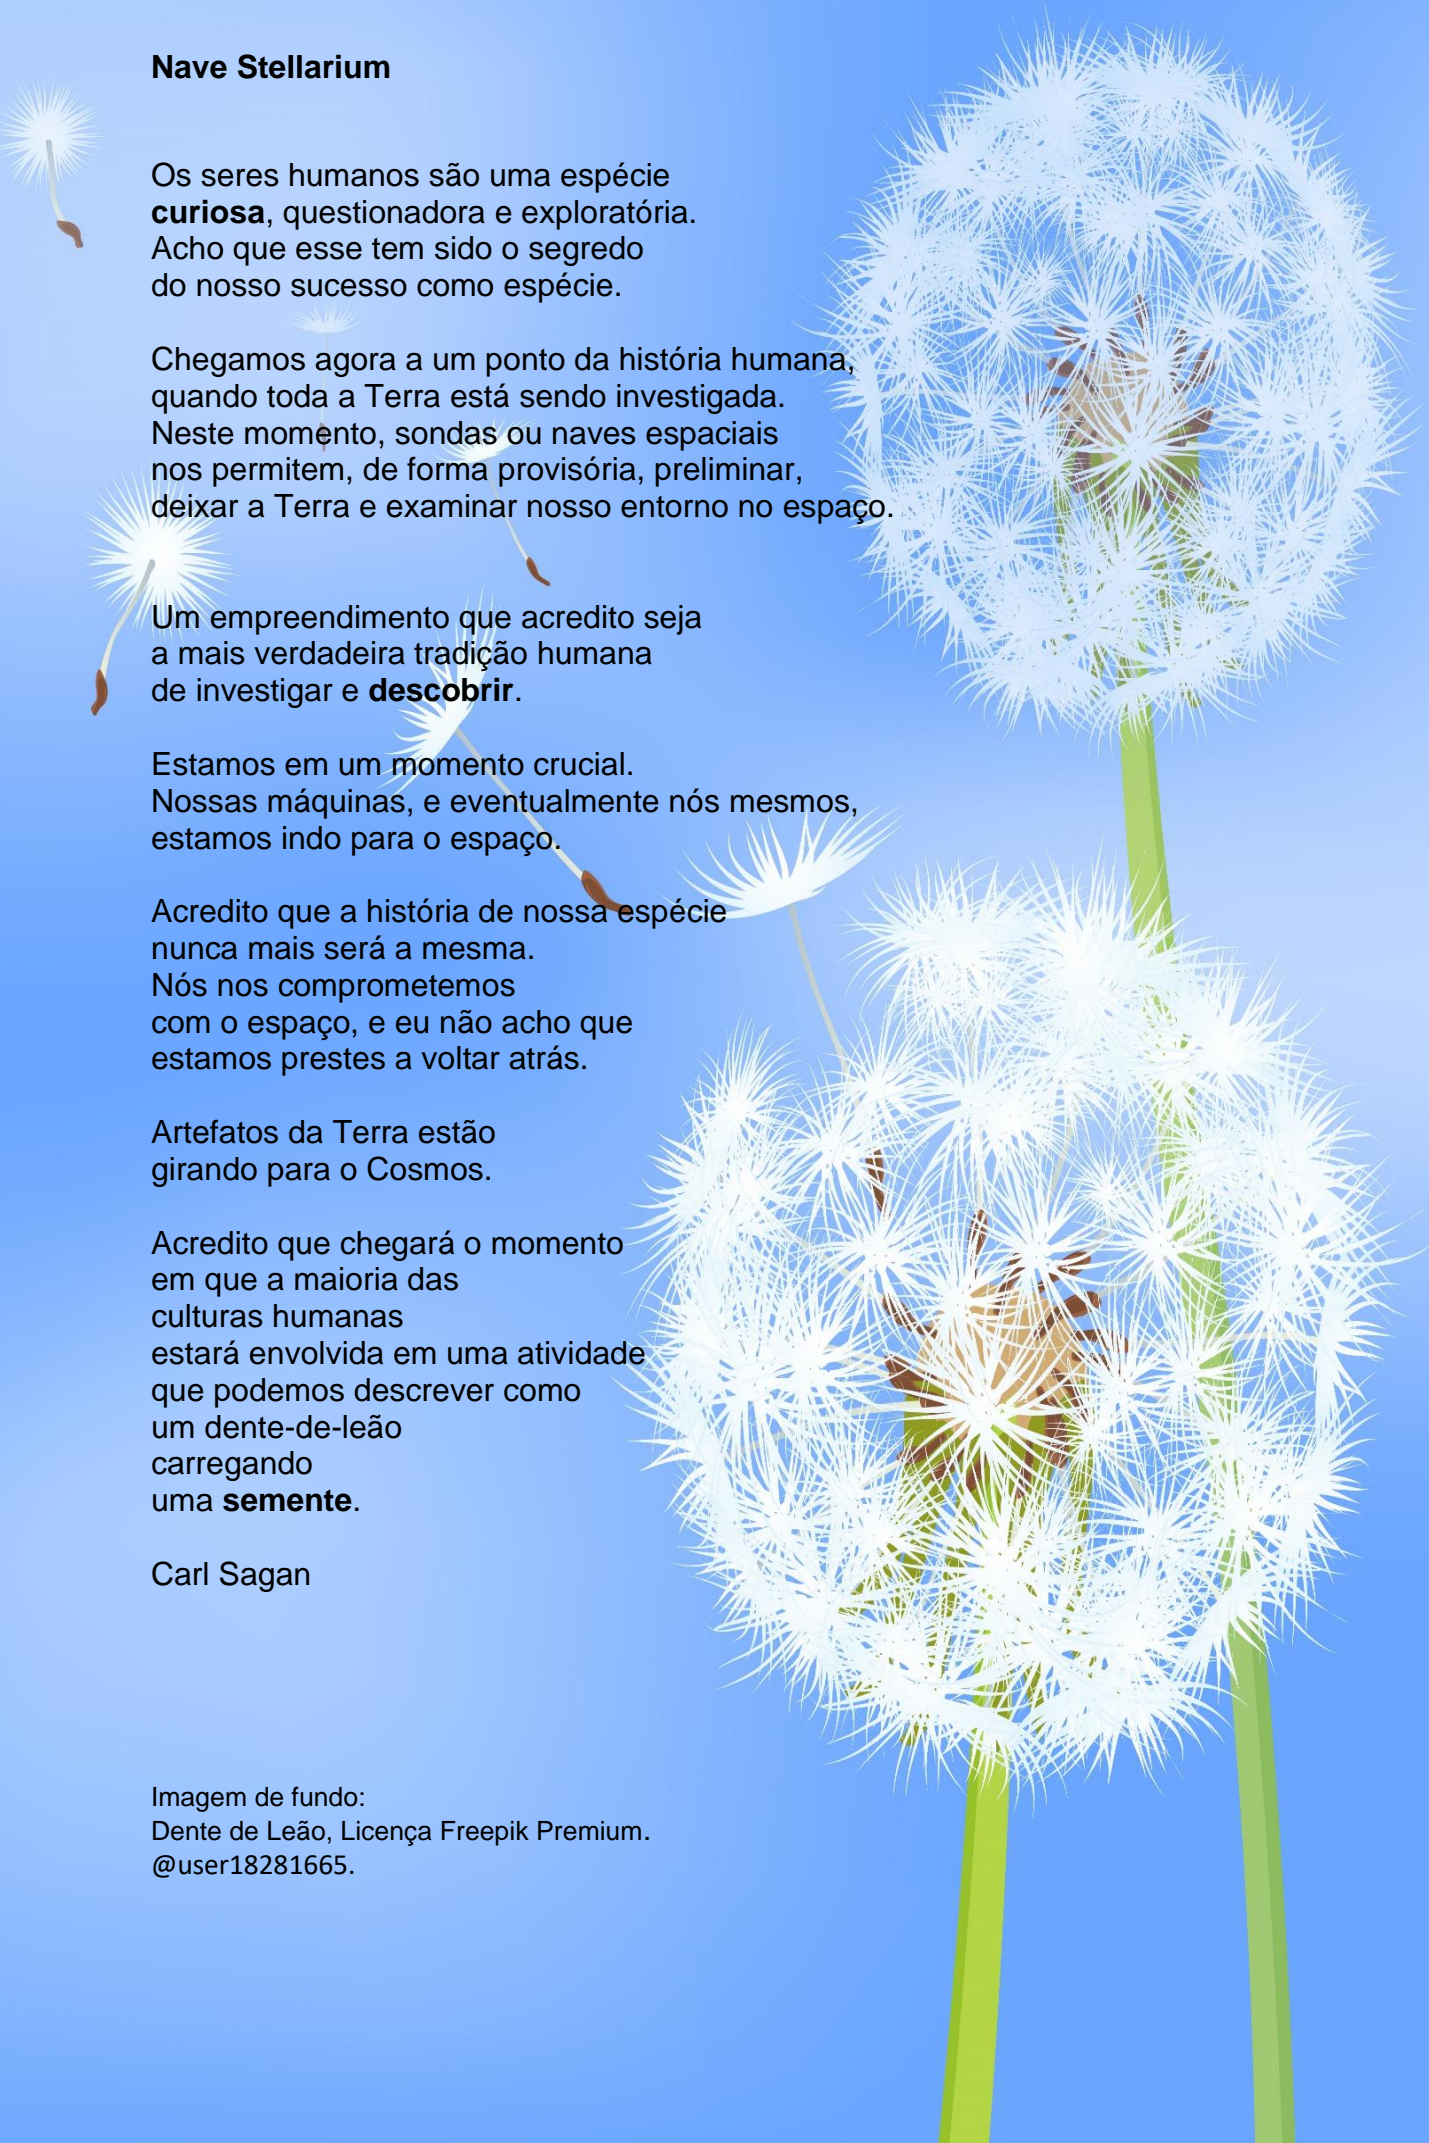 Nave Stellarium
Os seres humanos são uma espécie
curiosa, questionadora e exploratória.
Acho que esse tem sido o segredo
do nosso sucesso como espécie.
Chegamos agora a um ponto da história humana,
quando toda a Terra está sendo investigada.
Neste momento, sondas ou naves espaciais
nos permitem, de forma provisória, preliminar,
deixar a Terra e examinar nosso entorno no espaço.
Um empreendimento que acredito seja
a mais verdadeira tradição humana
de investigar e descobrir.
Estamos em um momento crucial.
Nossas máquinas, e eventualmente nós mesmos,
estamos indo para o espaço.
Acredito que a história de nossa espécie
nunca mais será a mesma.
Nós nos comprometemos
com o espaço, e eu não acho que
estamos prestes a voltar atrás.
Artefatos da Terra estão
girando para o Cosmos.
Acredito que chegará o momento
em que a maioria das
culturas humanas
estará envolvida em uma atividade
que podemos descrever como
um dente-de-leão
carregando
uma semente.
Carl Sagan
Imagem de fundo:
Dente de Leão, Licença Freepik Premium.
@user18281665.